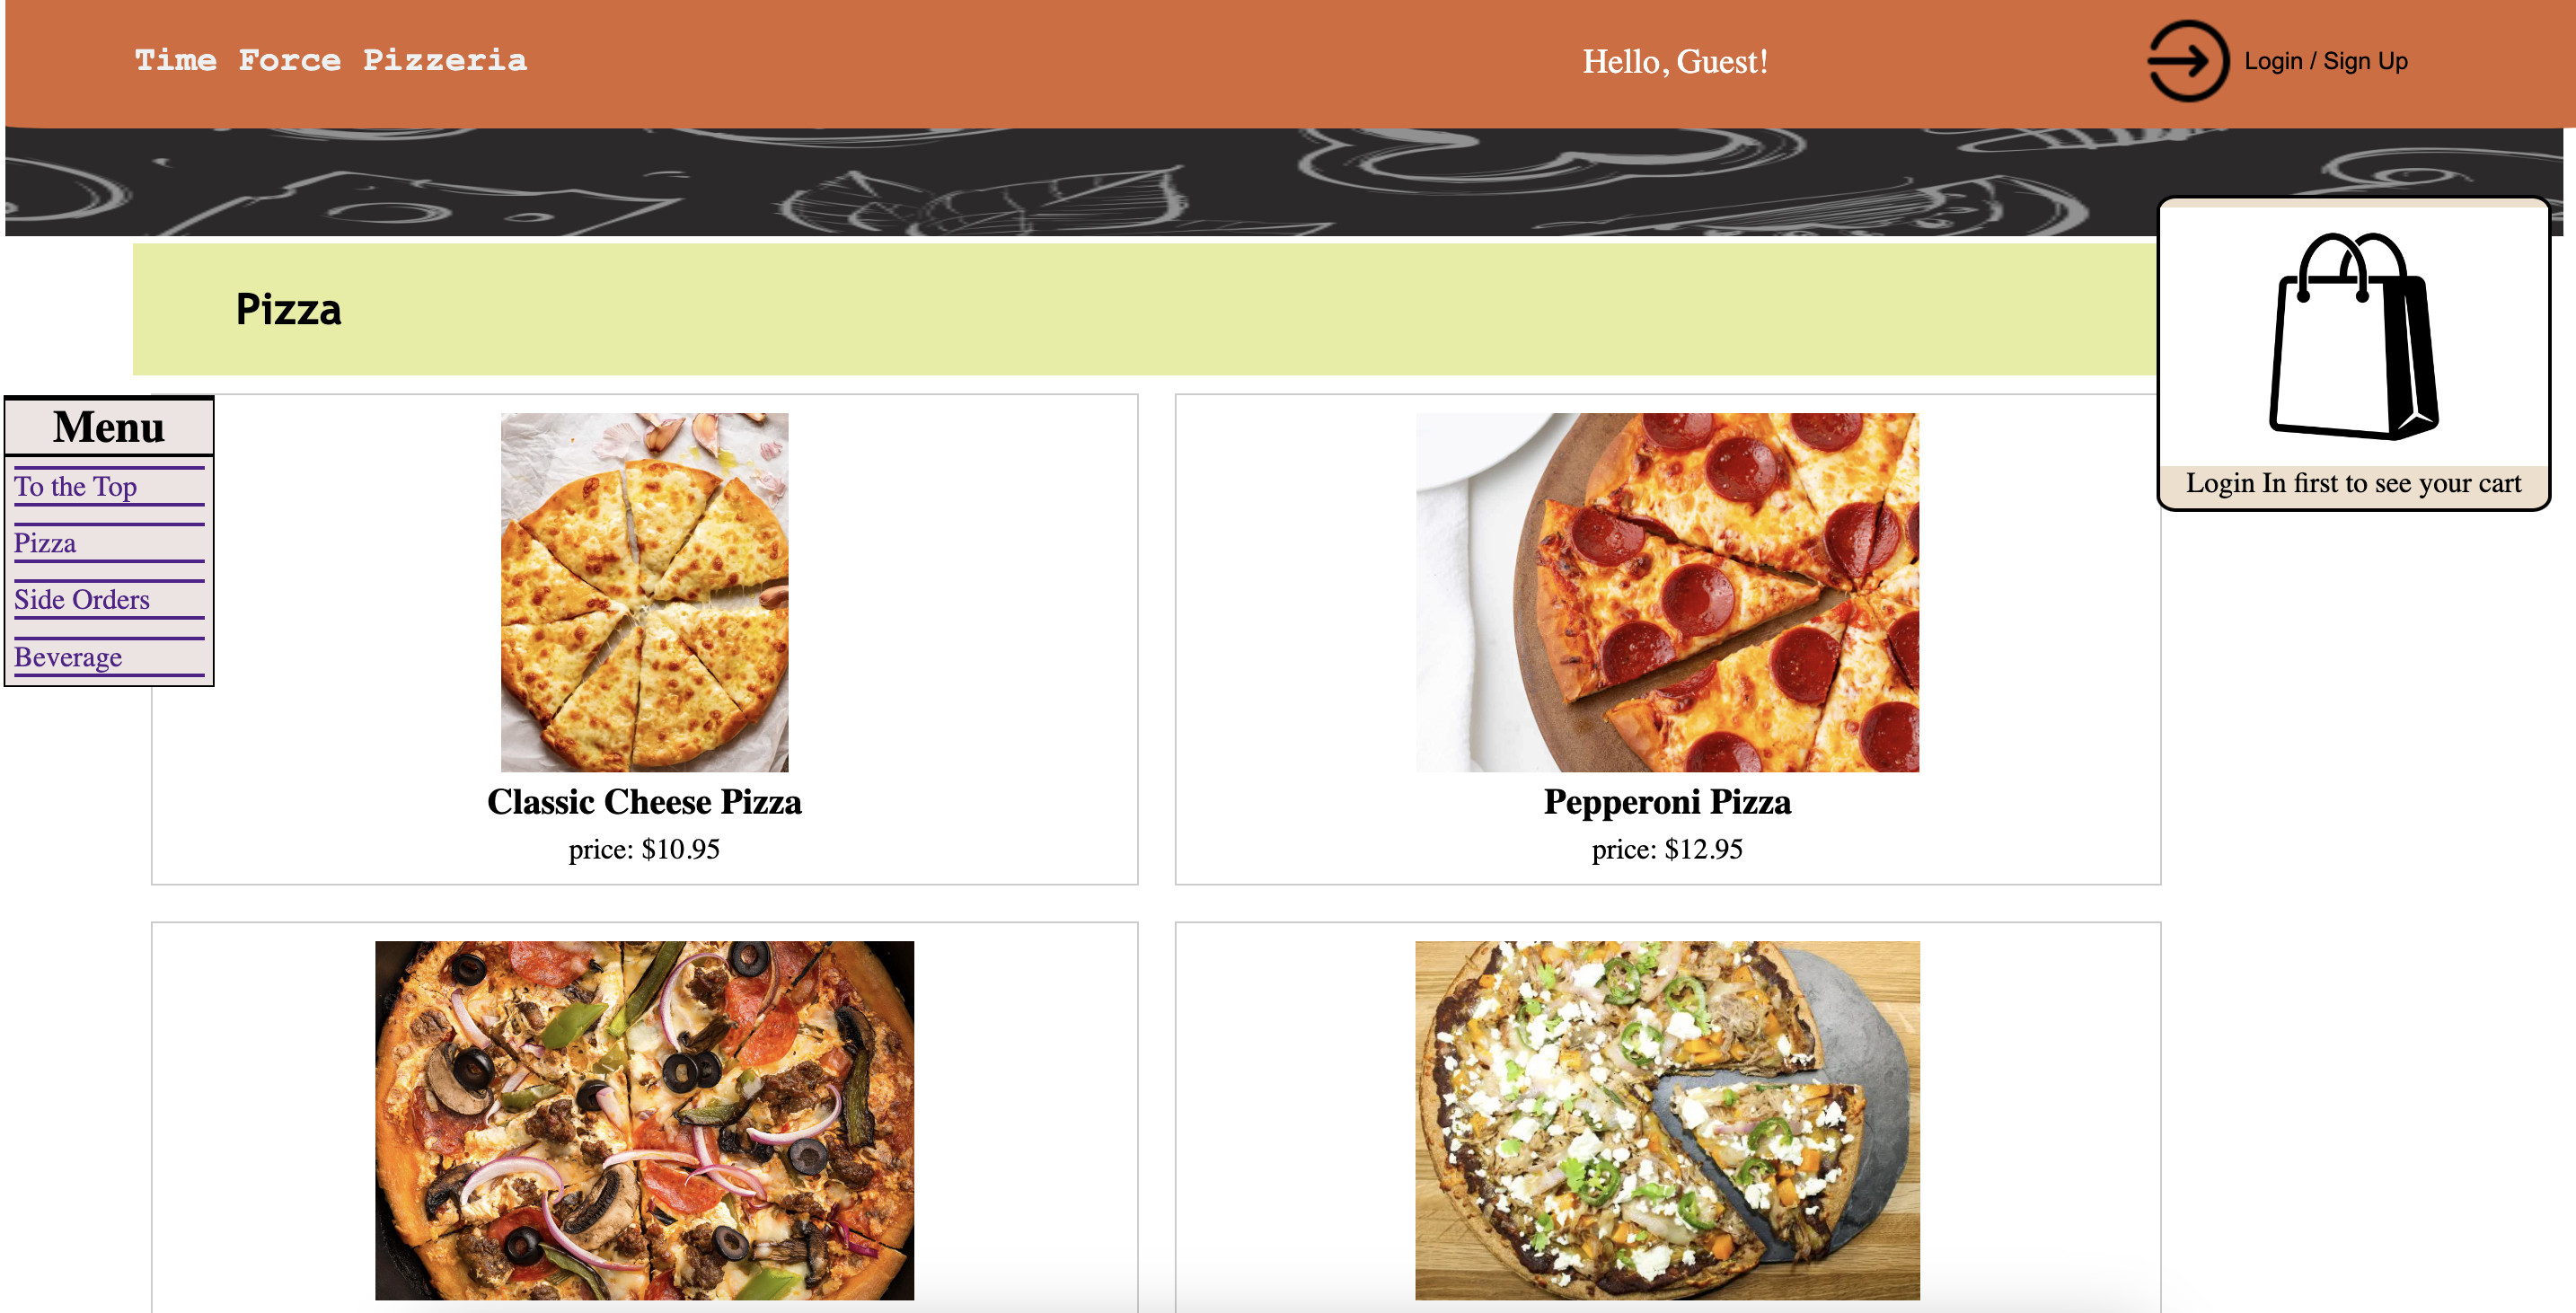 Time Force Pizzeria
Hello, Guest!
Login / Sign Up
Pizza
Login In first to see your cart
Menu
To the Top
Pizza
Side Orders
Beverage
Classic Cheese Pizza
price: $10.95
Pepperoni Pizza
price: $12.95